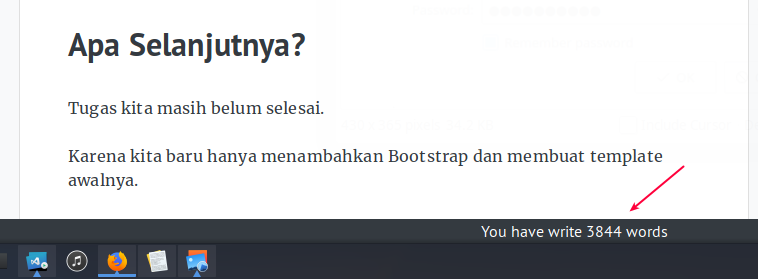 Apa Selanjutnya?
Tugas kita masih belum selesai.
Karena kita baru hanya menambahkan Bootstrap dan membuat template
awalnya.
You have write 3844 words